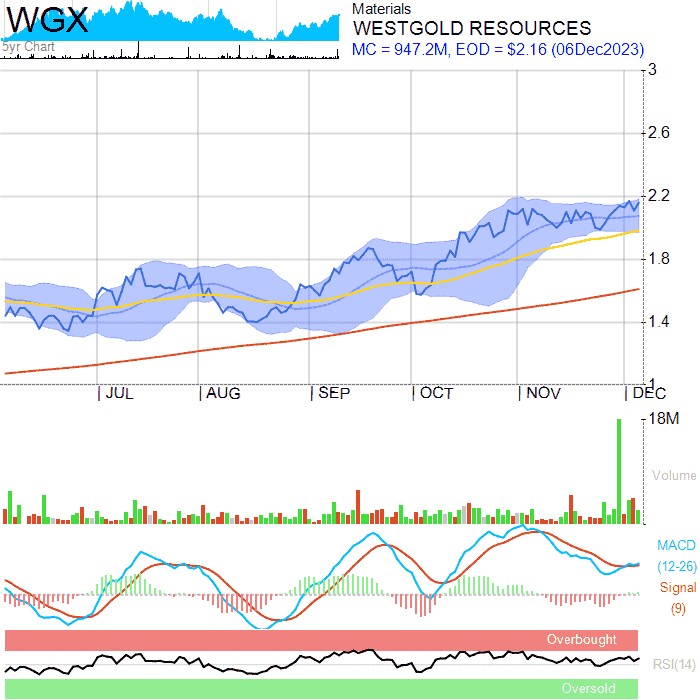 WGX
5yr Chart
Materials
WESTGOLD RESOURCES
MC = 947.2M, EOD = $2.16 (06Dec2023)
3
2.6
2.2
1.8
1.4
1
JUL AUG SEP OCT NOV DEC
18M
Volume
MACD
(12-26)
Signal
(9)
Overbought
RSI(14)
Oversold